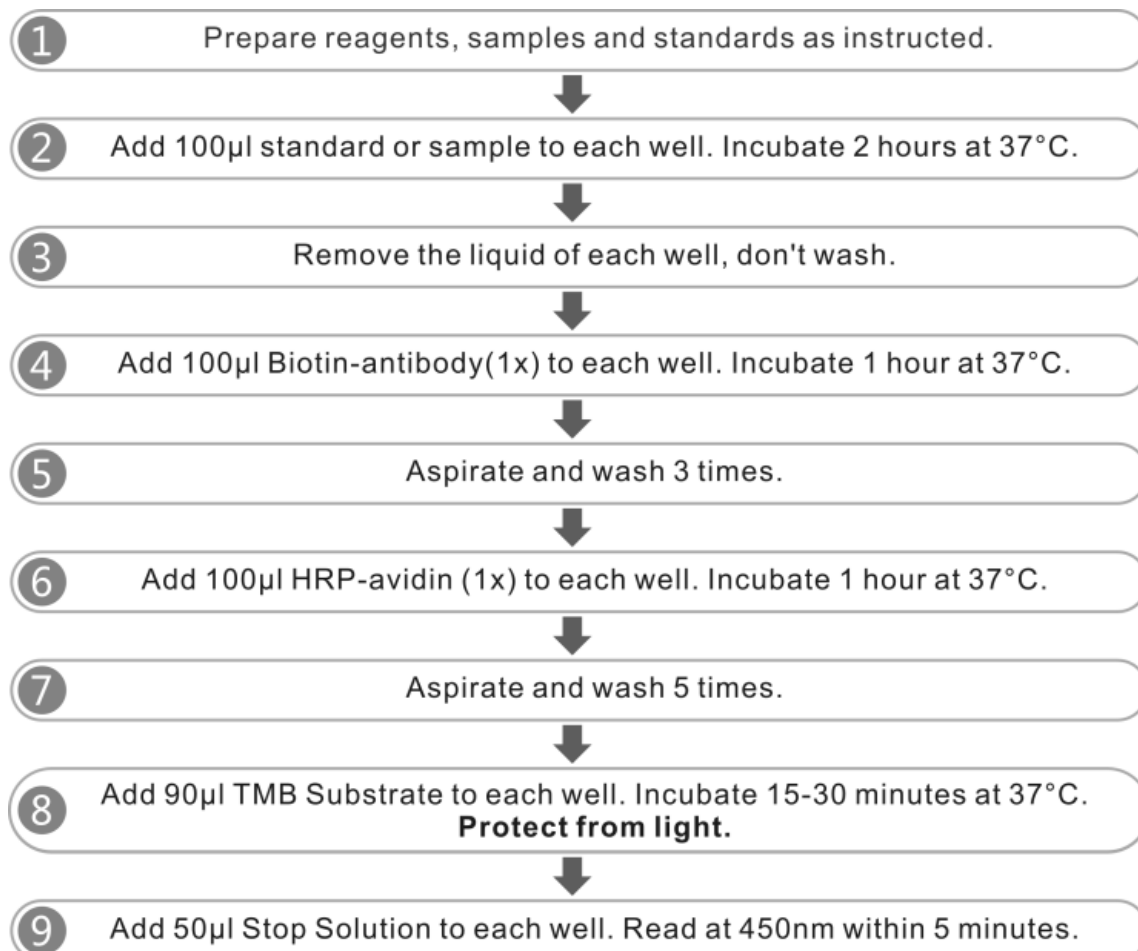 1 Prepare reagents, samples and standards as instructed.
2 Add 100µl standard or sample to each well. Incubate 2 hours at 37°C.
3 Remove the liquid of each well, don't wash.
4 Add 100µl Biotin-antibody(1x) to each well. Incubate 1 hour at 37°C.
5 Aspirate and wash 3 times.
6 Add 100µl HRP-avidin (1x) to each well. Incubate 1 hour at 37°C.
7 Aspirate and wash 5 times.
8 Add 90µl TMB Substrate to each well. Incubate 15-30 minutes at 37°C.
Protect from light.
9 Add 50µl Stop Solution to each well. Read at 450nm within 5 minutes.